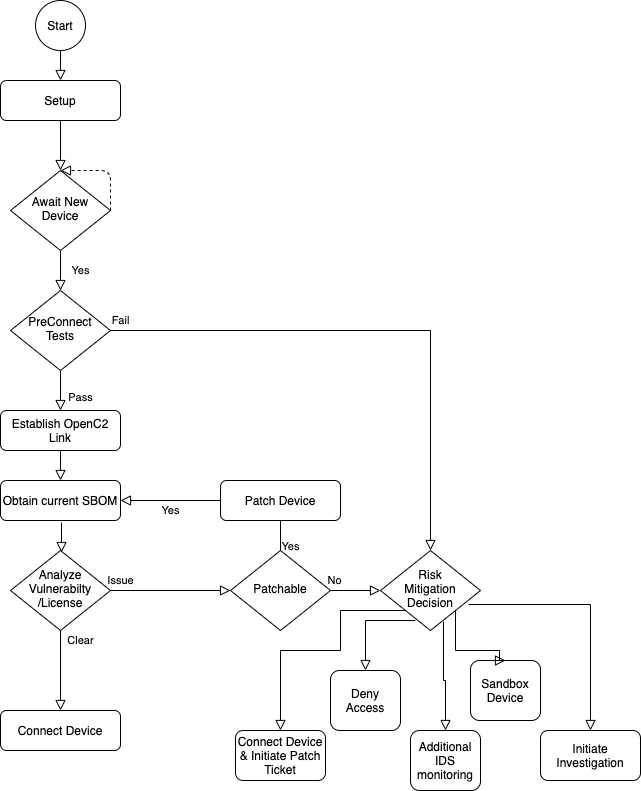 Start
Setup
Await New
Device
Yes
PreConnect
Tests
Fail
Pass
Establish OpenC2
Link
Obtain current SBOM
Yes
Patch Device
Yes
Analyze
Vulnerabilty
/License
Issue
Patchable
No
Risk
Mitigation
Decision
Clear
Connect Device
Connect Device
& Initiate Patch
Ticket
Deny
Access
Additional
IDS
monitoring
Sandbox
Device
Initiate
Investigation